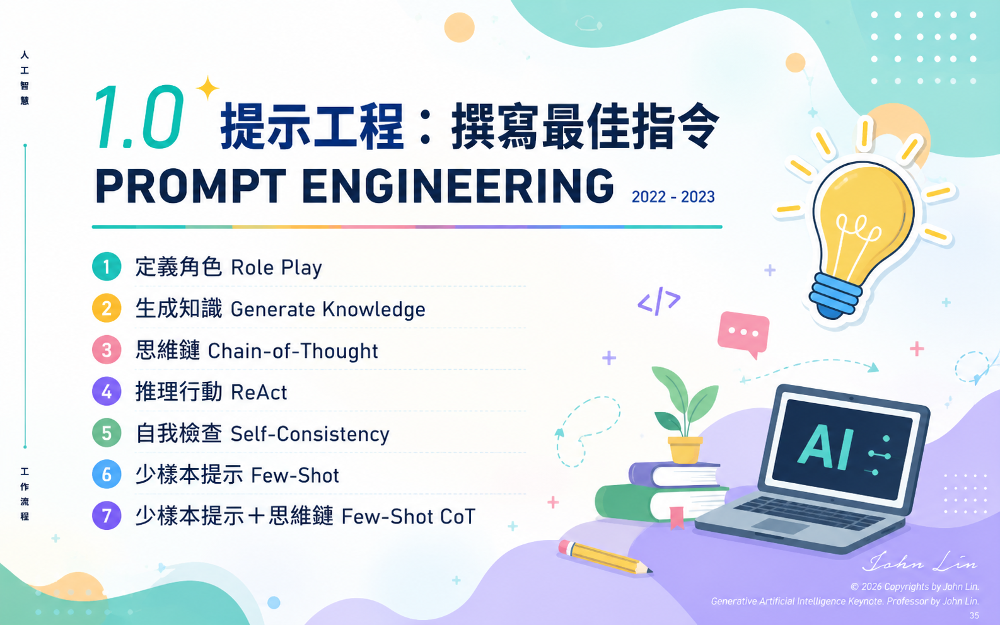 人工智慧
工作流程
1.0 提示工程：撰寫最佳指令
PROMPT ENGINEERING 2022 - 2023
1 定義角色 Role Play
2 生成知識 Generate Knowledge
3 思維鏈 Chain-of-Thought
4 推理行動 ReAct
5 自我檢查 Self-Consistency
6 少樣本提示 Few-Shot
7 少樣本提示＋思維鏈 Few-Shot CoT
</>
AI
John Lin
© 2026 Copyrights by John Lin.
Generative Artificial Intelligence Keynote. Professor by John Lin.
35